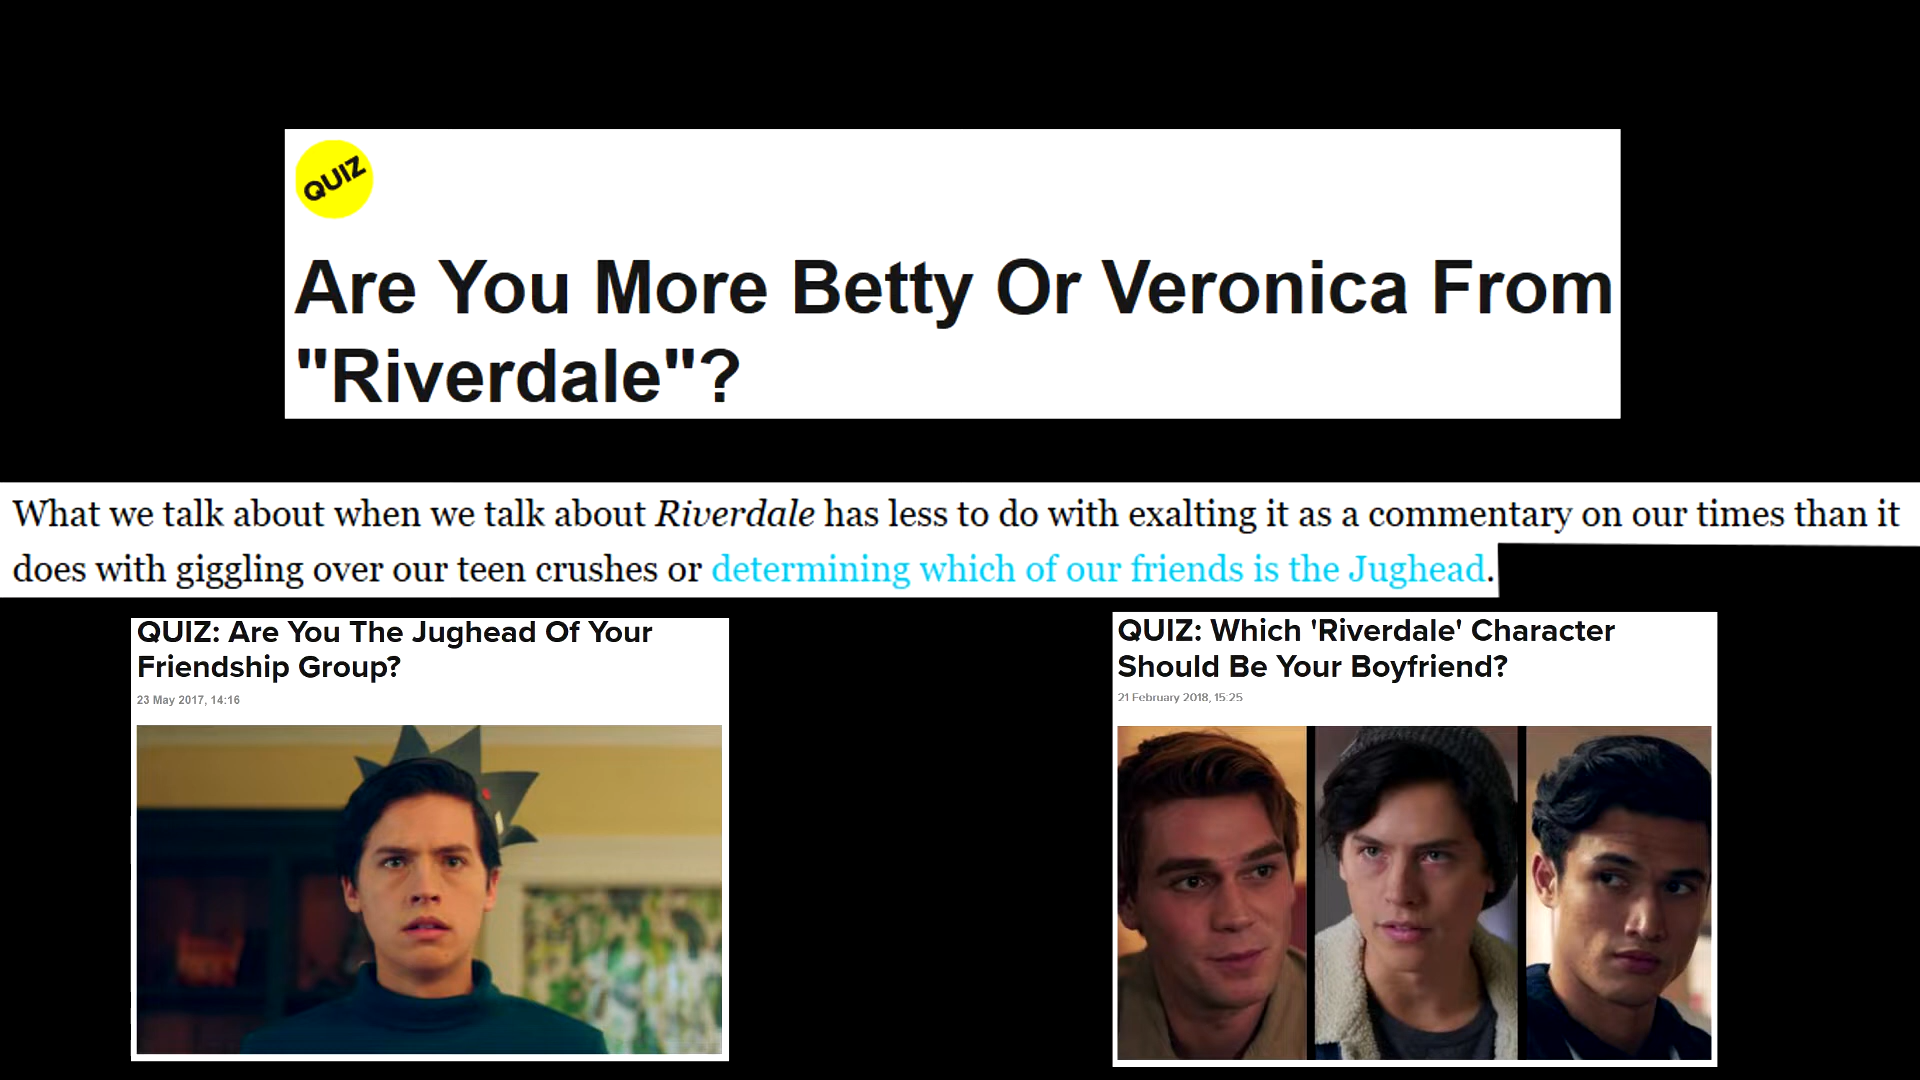 QUIZ
Are You More Betty Or Veronica From
"Riverdale"?
What we talk about when we talk about Riverdale has less to do with exalting it as a commentary on our times than it
does with giggling over our teen crushes or determining which of our friends is the Jughead.
QUIZ: Are You The Jughead Of Your
Friendship Group?
23 May 2017, 14:16
QUIZ: Which 'Riverdale' Character
Should Be Your Boyfriend?
21 February 2018, 15:25